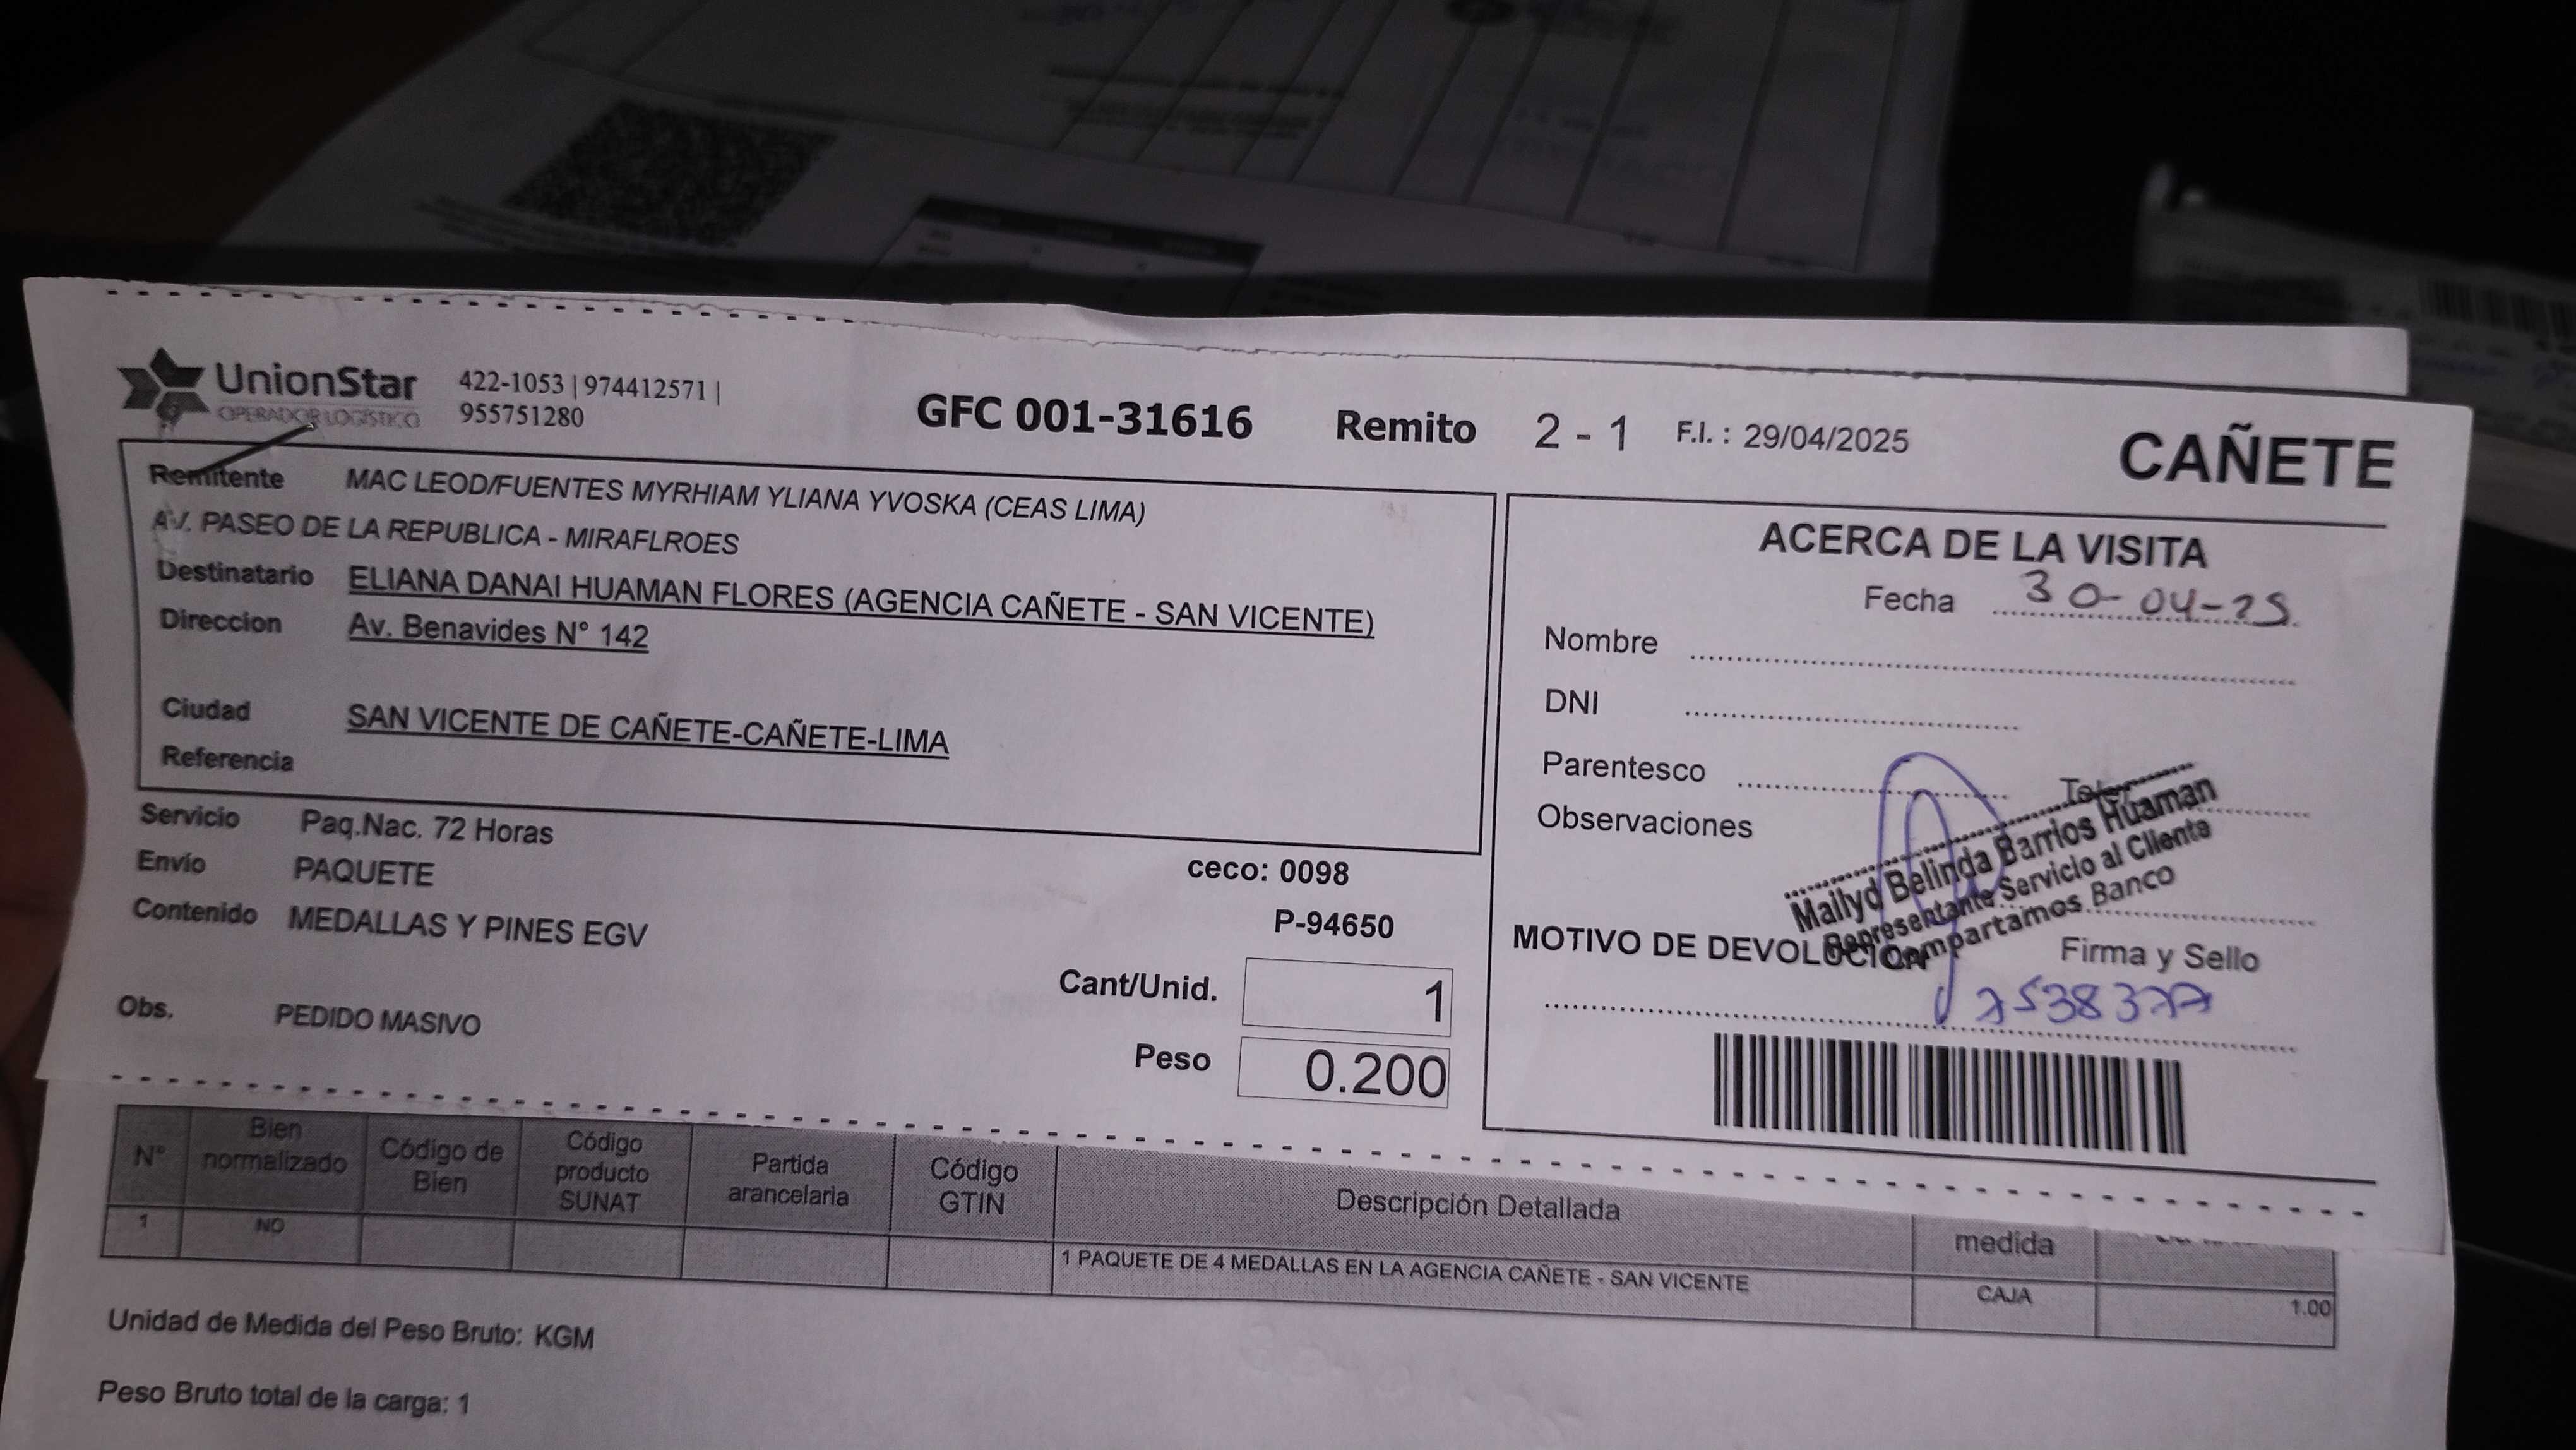 UnionStar
OPERADOR LOGÍSTICO
422-1053 | 974412571 |
955751280
GFC 001-31616 Remito 2 - 1 F.I. : 29/04/2025 CAÑETE
Remitente MAC LEOD/FUENTES MYRHIAM YLIANA YVOSKA (CEAS LIMA)
AV. PASEO DE LA REPUBLICA - MIRAFLROES
Destinatario ELIANA DANAI HUAMAN FLORES (AGENCIA CAÑETE - SAN VICENTE)
Direccion Av. Benavides N° 142
Ciudad SAN VICENTE DE CAÑETE-CAÑETE-LIMA
Referencia
Servicio Paq.Nac. 72 Horas
Envío PAQUETE
ceco: 0098
Contenido MEDALLAS Y PINES EGV
P-94650
Cant/Unid. 1
Obs. PEDIDO MASIVO
Peso 0.200
ACERCA DE LA VISITA
Fecha 30-04-25
Nombre
DNI
Parentesco
Observaciones
Mailyd Belinda Barrios Huaman
Representante Servicio al Cliente
Compartamos Banco
MOTIVO DE DEVOLUCIÓN
Firma y Sello
N° Bien normalizado Código de Bien Código producto SUNAT Partida arancelaria Código GTIN Descripción Detallada medida
1 NO 1 PAQUETE DE 4 MEDALLAS EN LA AGENCIA CAÑETE - SAN VICENTE CAJA 1.00
Unidad de Medida del Peso Bruto: KGM
Peso Bruto total de la carga: 1